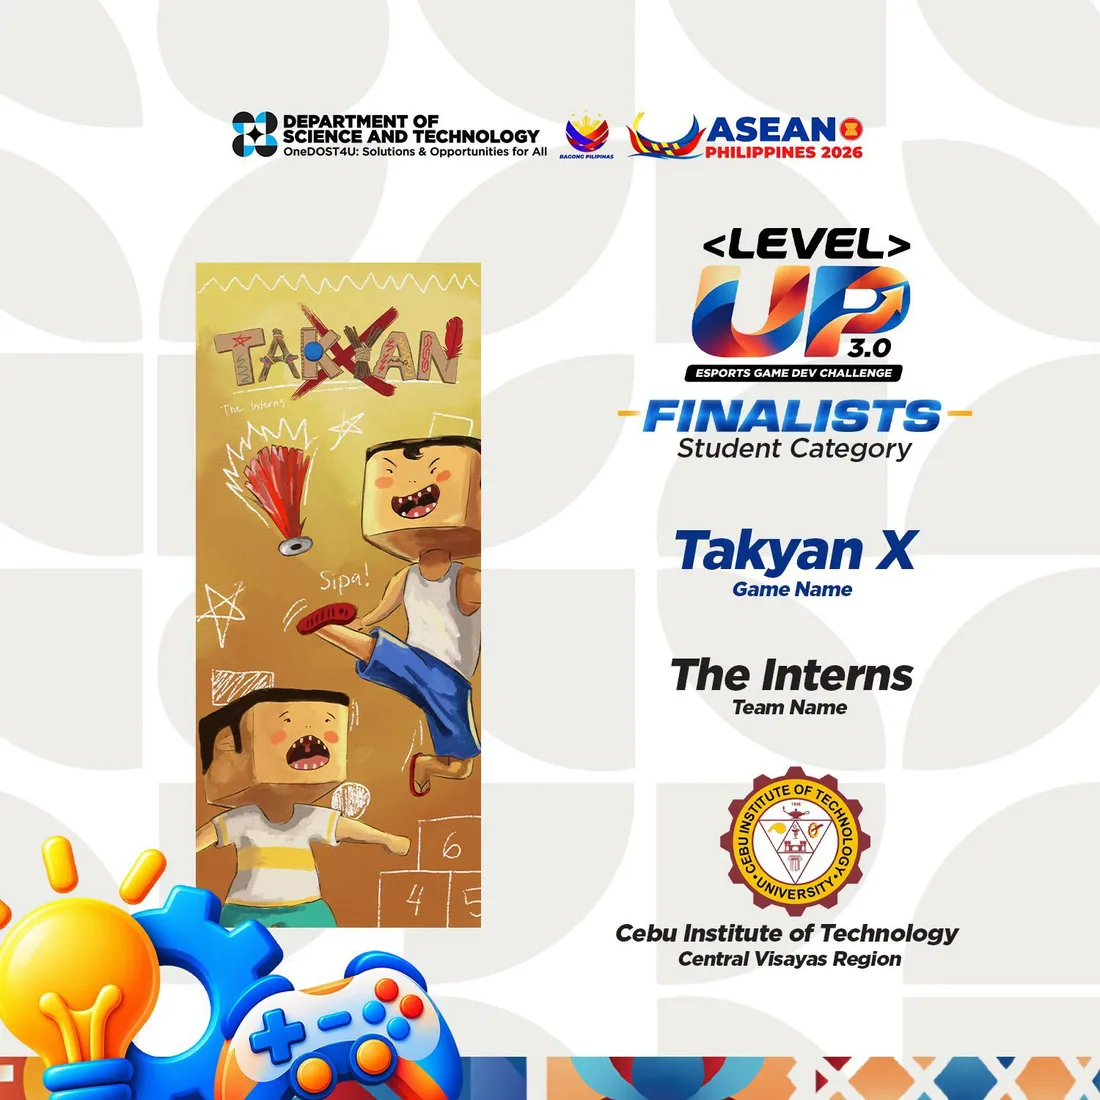 DEPARTMENT OF
SCIENCE AND TECHNOLOGY
OneDOST4U: Solutions & Opportunities for All
BAGONG PILIPINAS
ASEAN
PHILIPPINES 2026
<LEVEL>
UP
3.0
ESPORTS GAME DEV CHALLENGE
FINALISTS
Student Category
TAKYAN
X
The Interns
Sipa!
6
4
5
Takyan X
Game Name
The Interns
Team Name
CEBU INSTITUTE OF TECHNOLOGY
UNIVERSITY
1946
Cebu Institute of Technology
Central Visayas Region